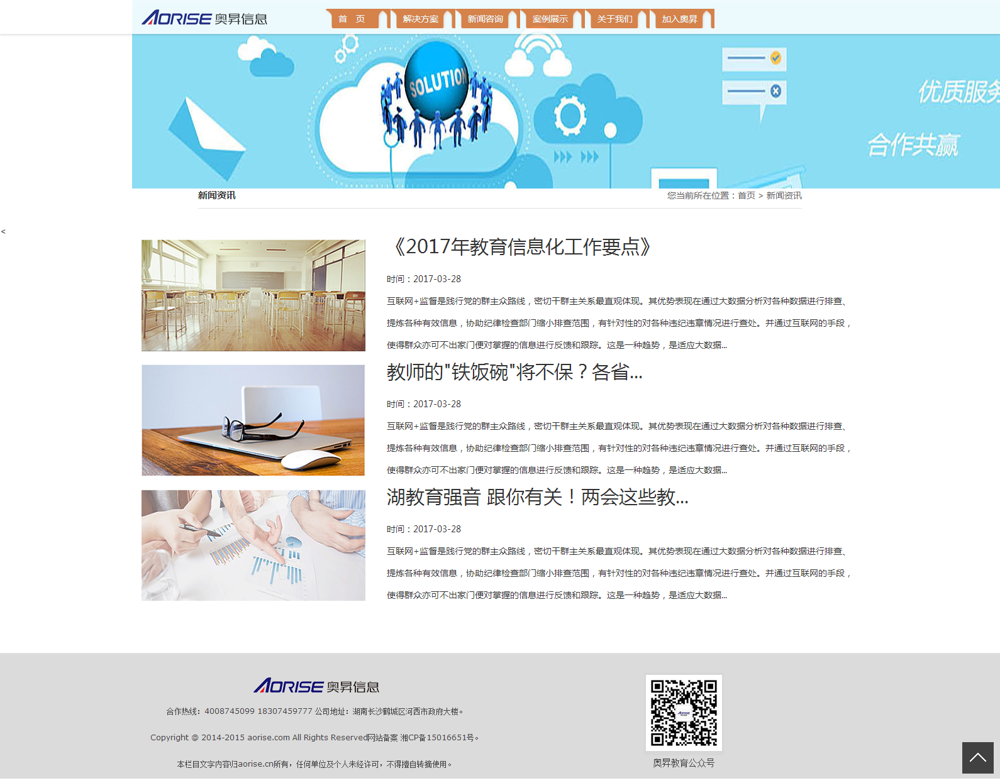 AORISE 奥昇信息
首 页 解决方案 新闻咨询 案例展示 关于我们 加入奥昇
SOLUTION
优质服务
合作共赢
新闻资讯 您当前所在位置：首页 > 新闻资讯
<
《2017年教育信息化工作要点》
时间：2017-03-28
互联网+监督是践行党的群主众路线，密切干群主关系最直观体现。其优势表现在通过大数据分析对各种数据进行排查、
提炼各种有效信息，协助纪律检查部门缩小排查范围，有针对性的对各种违纪违章情况进行查处。并通过互联网的手段，
使得群众亦可不出家门便对掌握的信息进行反馈和跟踪。这是一种趋势，是适应大数据...
教师的"铁饭碗"将不保？各省...
时间：2017-03-28
互联网+监督是践行党的群主众路线，密切干群主关系最直观体现。其优势表现在通过大数据分析对各种数据进行排查、
提炼各种有效信息，协助纪律检查部门缩小排查范围，有针对性的对各种违纪违章情况进行查处。并通过互联网的手段，
使得群众亦可不出家门便对掌握的信息进行反馈和跟踪。这是一种趋势，是适应大数据...
湖教育强音 跟你有关！两会这些教...
时间：2017-03-28
互联网+监督是践行党的群主众路线，密切干群主关系最直观体现。其优势表现在通过大数据分析对各种数据进行排查、
提炼各种有效信息，协助纪律检查部门缩小排查范围，有针对性的对各种违纪违章情况进行查处。并通过互联网的手段，
使得群众亦可不出家门便对掌握的信息进行反馈和跟踪。这是一种趋势，是适应大数据...
AORISE 奥昇信息
合作热线：4008745099 18307459777 公司地址：湖南长沙鹤城区河西市政府大楼。
Copyright @ 2014-2015 aorise.com All Rights Reserved网站备案 湘CP备15016651号。
本栏目文字内容归aorise.cn所有，任何单位及个人未经许可，不得擅自转摘使用。
AORISE
奥昇教育公众号